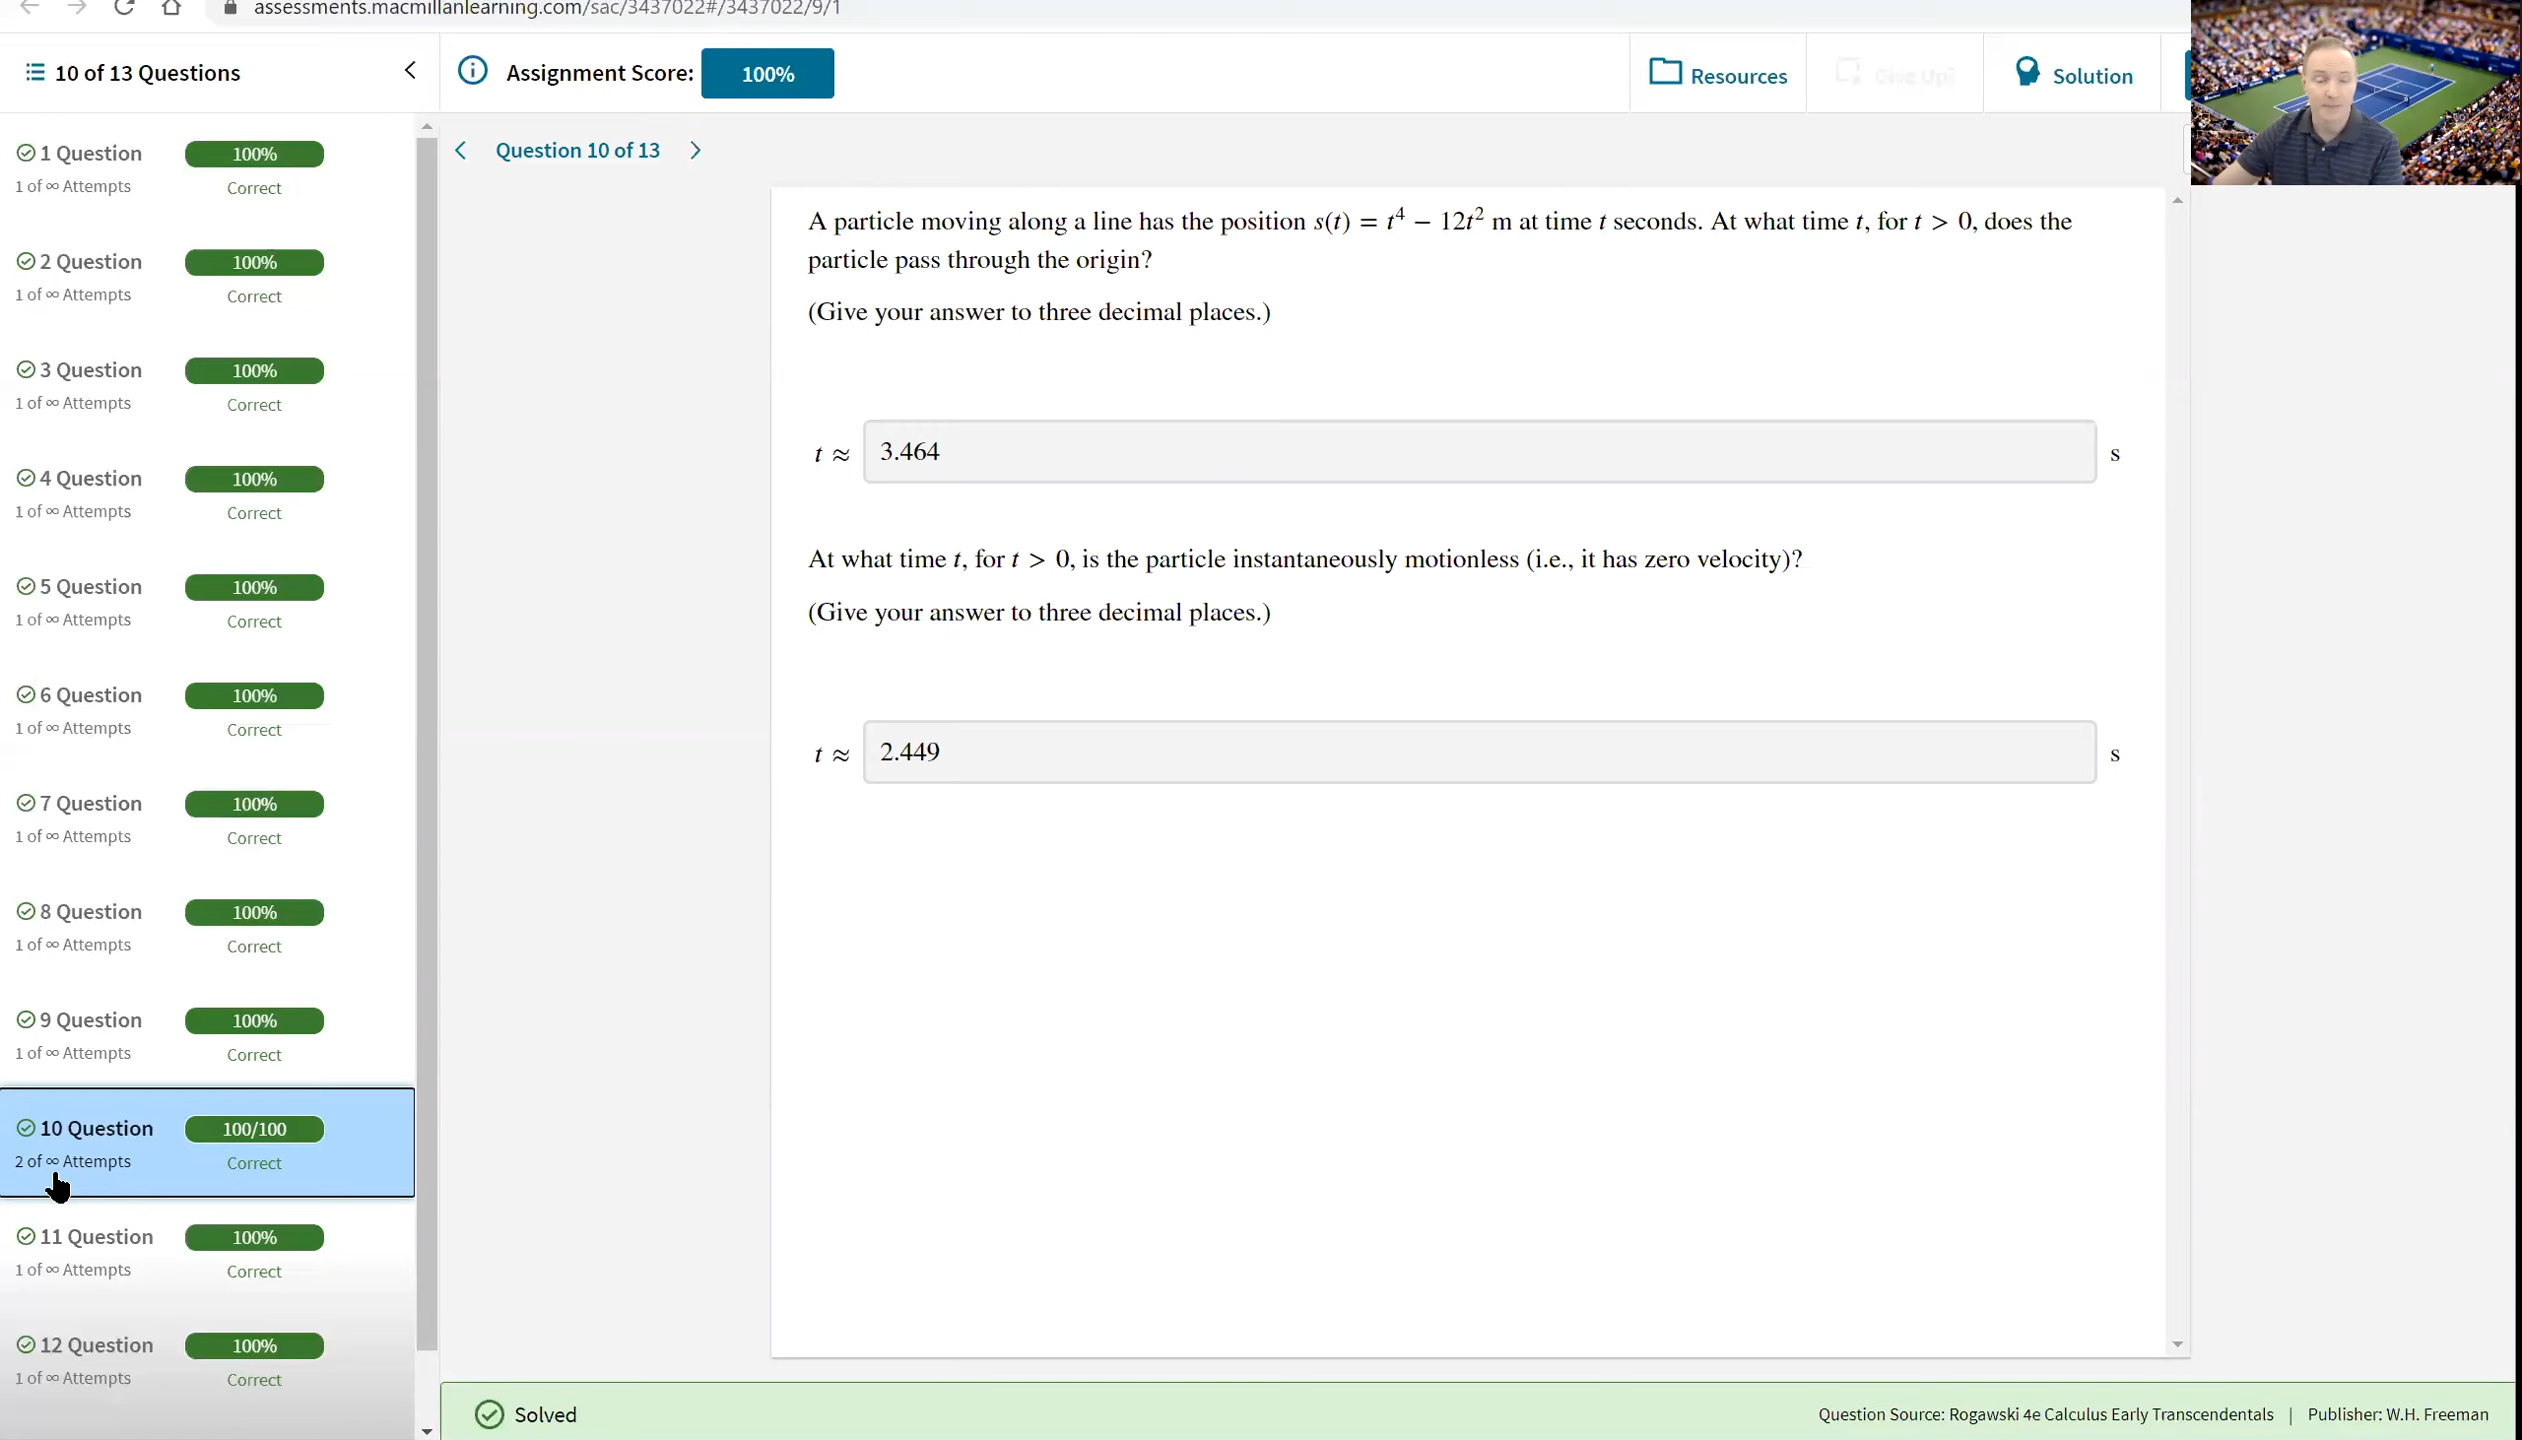 assessments.macmillanlearning.com/sac/3437022#/3437022/9/1
10 of 13 Questions
Assignment Score: 100%
Resources
Give Up?
Solution
1 Question 100%
1 of ∞ Attempts Correct
2 Question 100%
1 of ∞ Attempts Correct
3 Question 100%
1 of ∞ Attempts Correct
4 Question 100%
1 of ∞ Attempts Correct
5 Question 100%
1 of ∞ Attempts Correct
6 Question 100%
1 of ∞ Attempts Correct
7 Question 100%
1 of ∞ Attempts Correct
8 Question 100%
1 of ∞ Attempts Correct
9 Question 100%
1 of ∞ Attempts Correct
10 Question 100/100
2 of ∞ Attempts Correct
11 Question 100%
1 of ∞ Attempts Correct
12 Question 100%
1 of ∞ Attempts Correct
Question 10 of 13
A particle moving along a line has the position s(t) = t⁴ − 12t² m at time t seconds. At what time t, for t > 0, does the
particle pass through the origin?
(Give your answer to three decimal places.)
t ≈ 3.464 s
At what time t, for t > 0, is the particle instantaneously motionless (i.e., it has zero velocity)?
(Give your answer to three decimal places.)
t ≈ 2.449 s
Solved
Question Source: Rogawski 4e Calculus Early Transcendentals | Publisher: W.H. Freeman